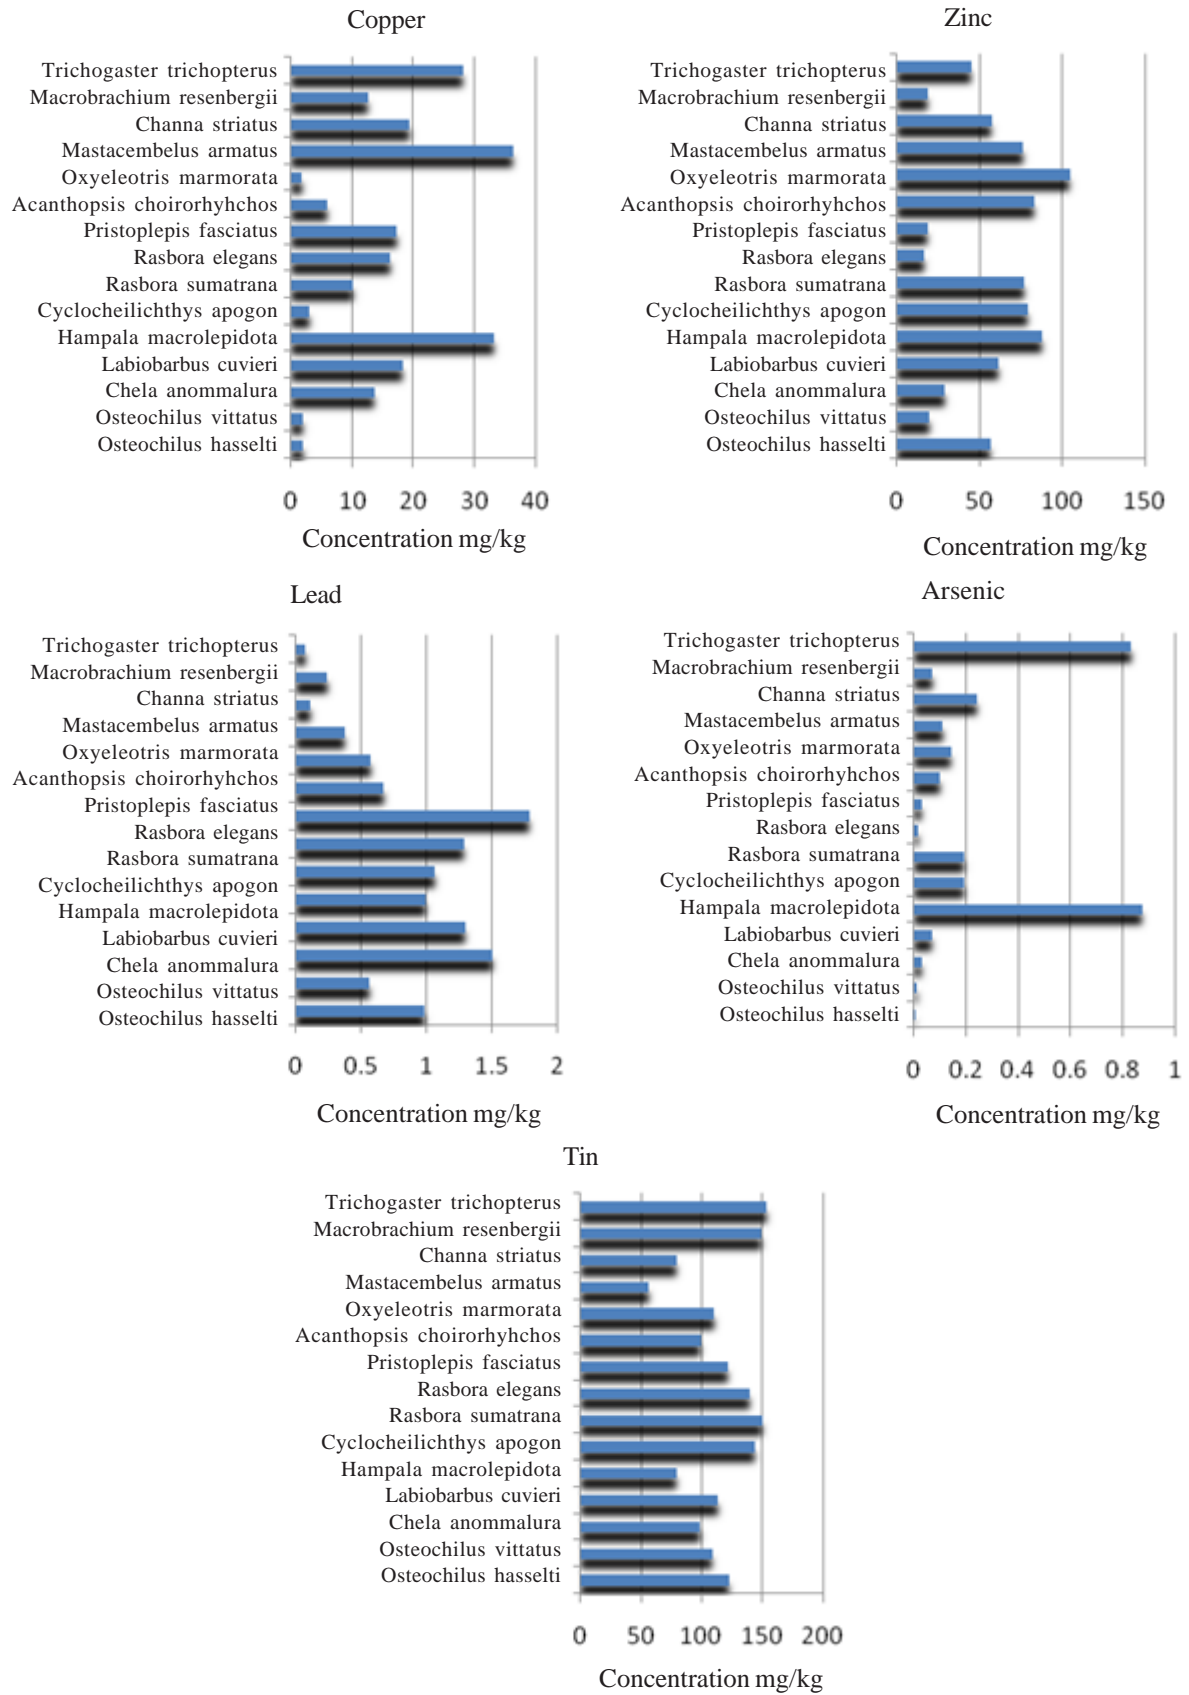 Copper
Trichogaster trichopterus
Macrobrachium resenbergii
Channa striatus
Mastacembelus armatus
Oxyeleotris marmorata
Acanthopsis choirorhyhchos
Pristoplepis fasciatus
Rasbora elegans
Rasbora sumatrana
Cyclocheilichthys apogon
Hampala macrolepidota
Labiobarbus cuvieri
Chela anommalura
Osteochilus vittatus
Osteochilus hasselti
0 10 20 30 40
Concentration mg/kg
Zinc
Trichogaster trichopterus
Macrobrachium resenbergii
Channa striatus
Mastacembelus armatus
Oxyeleotris marmorata
Acanthopsis choirorhyhchos
Pristoplepis fasciatus
Rasbora elegans
Rasbora sumatrana
Cyclocheilichthys apogon
Hampala macrolepidota
Labiobarbus cuvieri
Chela anommalura
Osteochilus vittatus
Osteochilus hasselti
0 50 100 150
Concentration mg/kg
Lead
Trichogaster trichopterus
Macrobrachium resenbergii
Channa striatus
Mastacembelus armatus
Oxyeleotris marmorata
Acanthopsis choirorhyhchos
Pristoplepis fasciatus
Rasbora elegans
Rasbora sumatrana
Cyclocheilichthys apogon
Hampala macrolepidota
Labiobarbus cuvieri
Chela anommalura
Osteochilus vittatus
Osteochilus hasselti
0 0.5 1 1.5 2
Concentration mg/kg
Arsenic
Trichogaster trichopterus
Macrobrachium resenbergii
Channa striatus
Mastacembelus armatus
Oxyeleotris marmorata
Acanthopsis choirorhyhchos
Pristoplepis fasciatus
Rasbora elegans
Rasbora sumatrana
Cyclocheilichthys apogon
Hampala macrolepidota
Labiobarbus cuvieri
Chela anommalura
Osteochilus vittatus
Osteochilus hasselti
0 0.2 0.4 0.6 0.8 1
Concentration mg/kg
Tin
Trichogaster trichopterus
Macrobrachium resenbergii
Channa striatus
Mastacembelus armatus
Oxyeleotris marmorata
Acanthopsis choirorhyhchos
Pristoplepis fasciatus
Rasbora elegans
Rasbora sumatrana
Cyclocheilichthys apogon
Hampala macrolepidota
Labiobarbus cuvieri
Chela anommalura
Osteochilus vittatus
Osteochilus hasselti
0 50 100 150 200
Concentration mg/kg